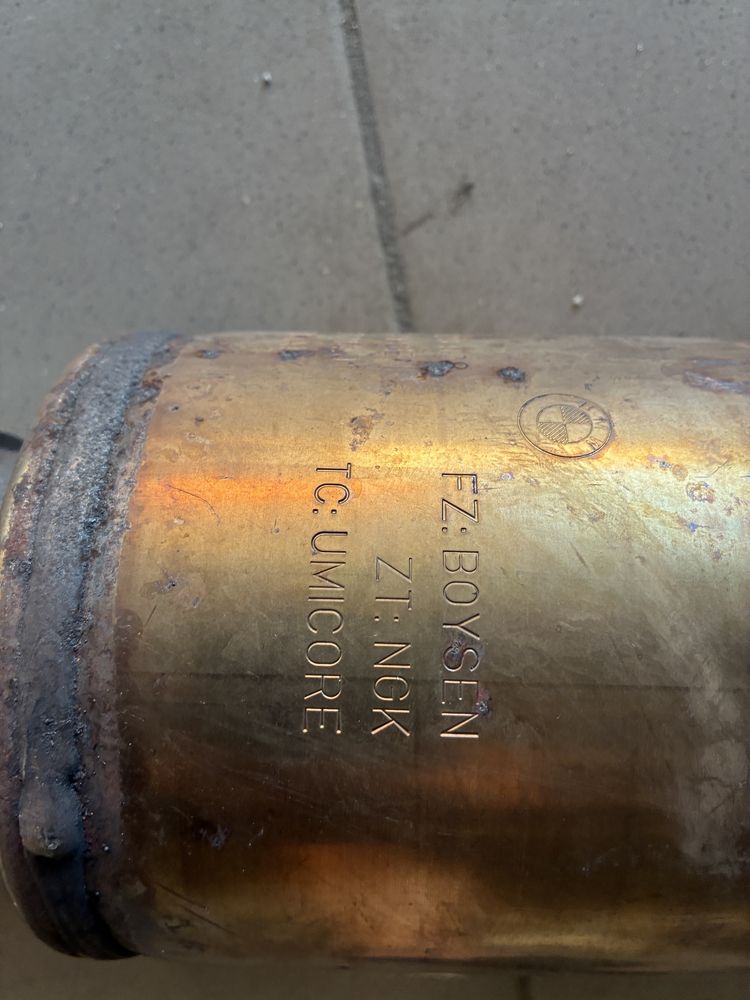 FZ: BOYSEN
ZT: NGK
TC: UMICORE